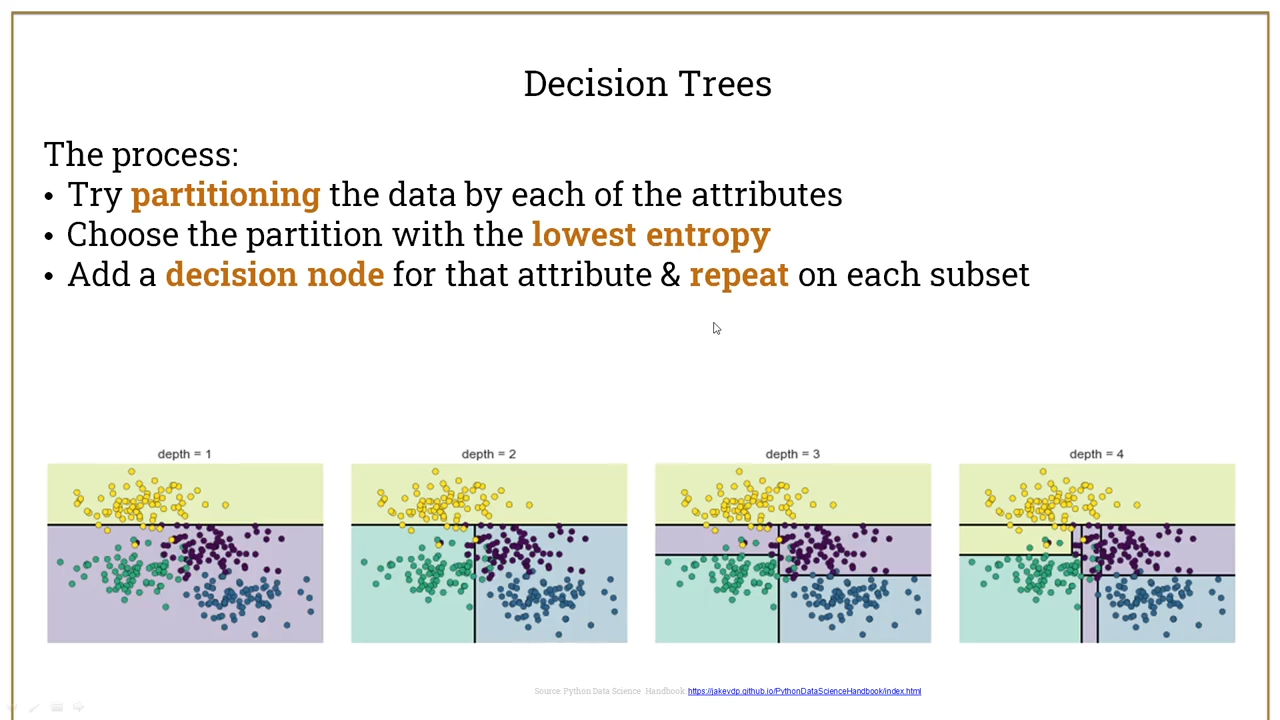 Decision Trees
The process:
• Try partitioning the data by each of the attributes
• Choose the partition with the lowest entropy
• Add a decision node for that attribute & repeat on each subset
depth = 1
depth = 2
depth = 3
depth = 4
Source: Python Data Science Handbook: https://jakevdp.github.io/PythonDataScienceHandbook/index.html